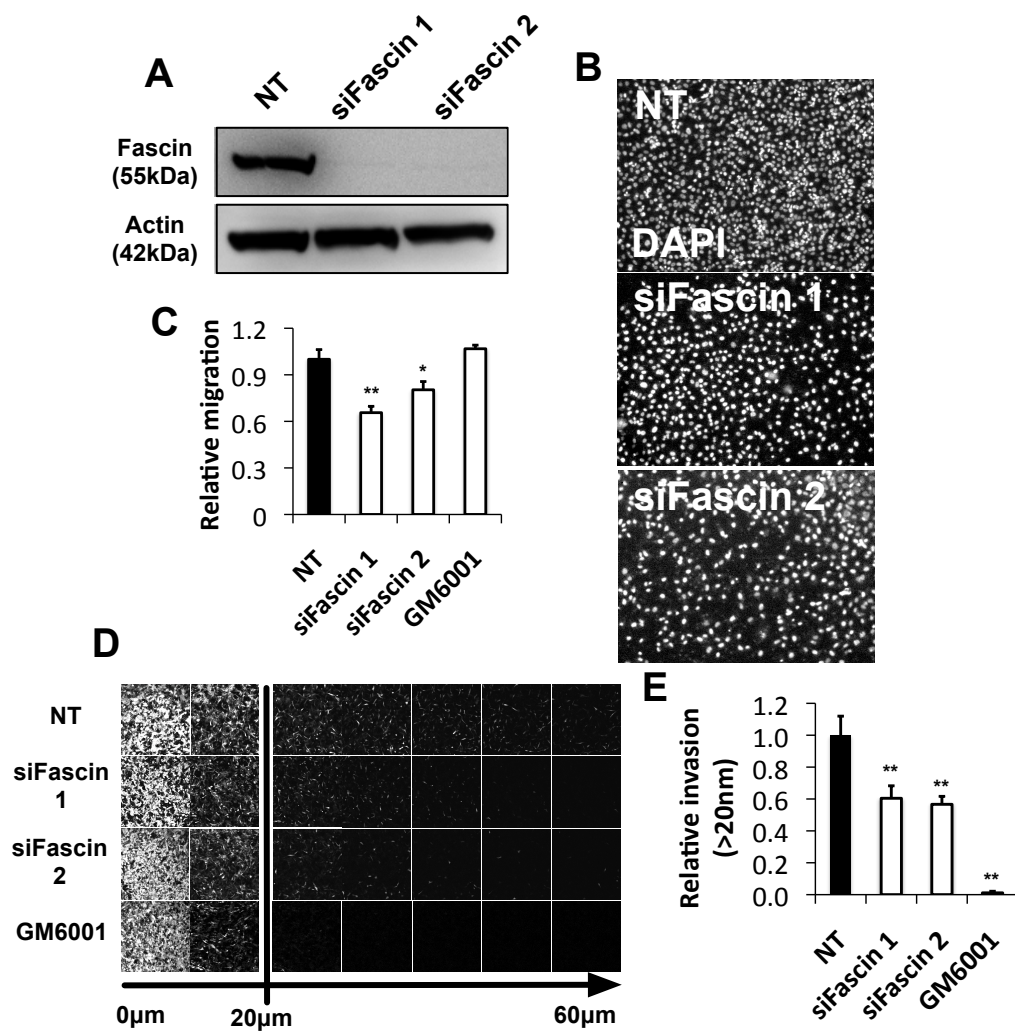 A
NT
siFascin 1
siFascin 2
Fascin
(55kDa)
Actin
(42kDa)
B
NT
DAPI
siFascin 1
siFascin 2
C
Relative migration
1.2
0.9
0.6
0.3
0
**
*
NT
siFascin 1
siFascin 2
GM6001
D
NT
siFascin
1
siFascin
2
GM6001
0µm
20µm
60µm
E
Relative invasion
(>20nm)
1.2
1.0
0.8
0.6
0.4
0.2
0.0
**
**
**
NT
siFascin 1
siFascin 2
GM6001